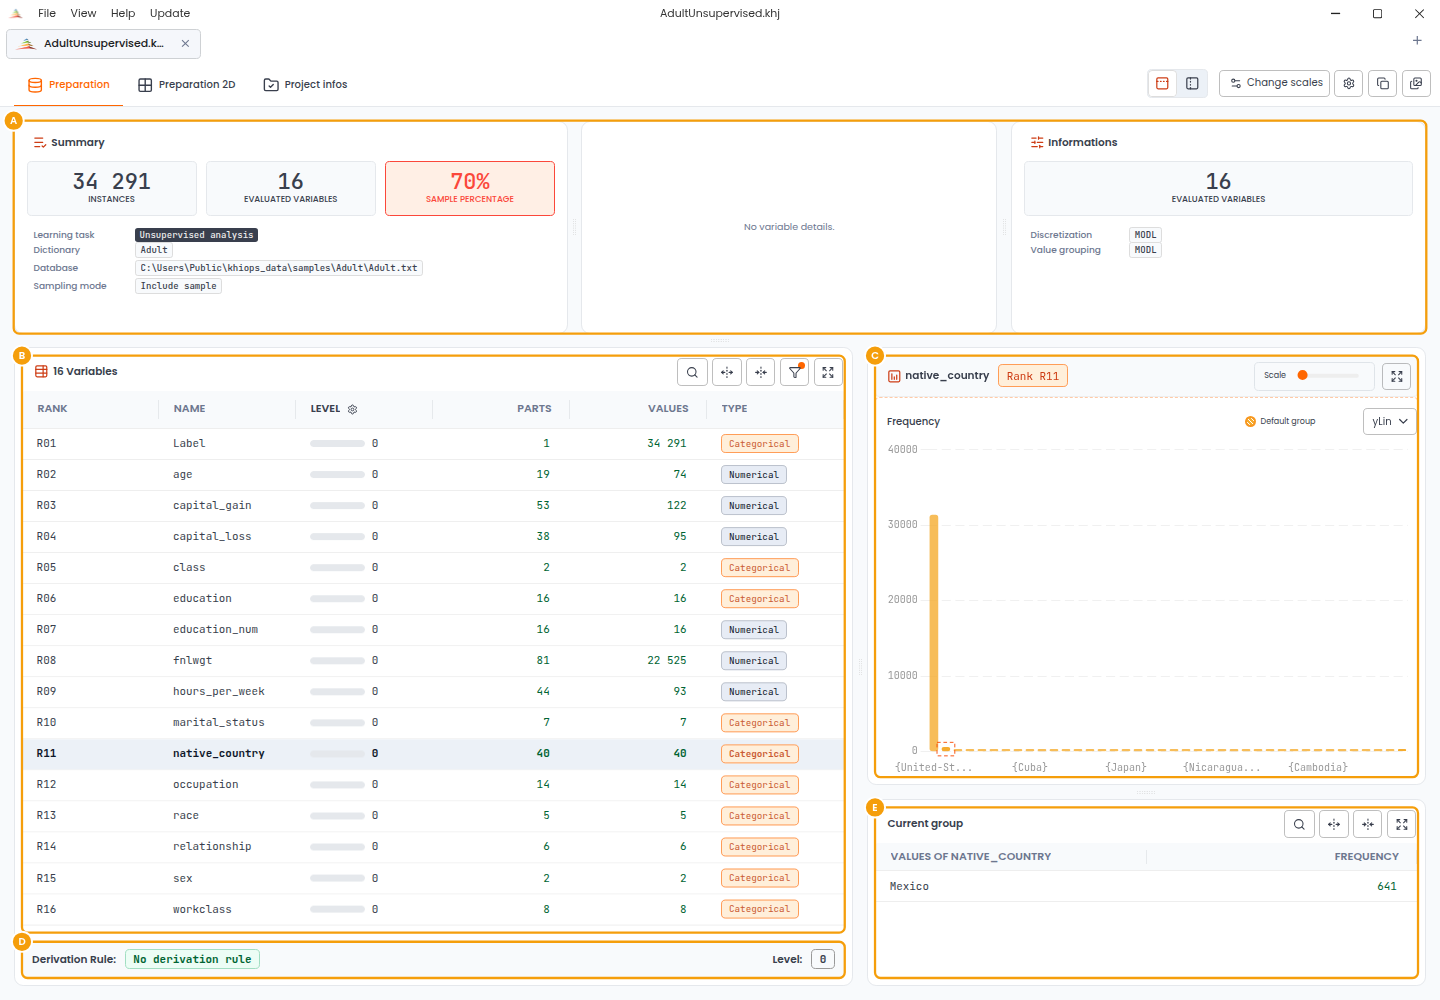 File View Help Update AdultUnsupervised.khj
AdultUnsupervised.k...
Preparation Preparation 2D Project infos Change scales
A
Summary
34 291
INSTANCES
16
EVALUATED VARIABLES
70%
SAMPLE PERCENTAGE
Learning task Unsupervised analysis
Dictionary Adult
Database C:\Users\Public\khiops_data\samples\Adult\Adult.txt
Sampling mode Include sample
No variable details.
Informations
16
EVALUATED VARIABLES
Discretization MODL
Value grouping MODL
B
16 Variables
RANK NAME LEVEL PARTS VALUES TYPE
R01 Label 0 1 34 291 Categorical
R02 age 0 19 74 Numerical
R03 capital_gain 0 53 122 Numerical
R04 capital_loss 0 38 95 Numerical
R05 class 0 2 2 Categorical
R06 education 0 16 16 Categorical
R07 education_num 0 16 16 Numerical
R08 fnlwgt 0 81 22 525 Numerical
R09 hours_per_week 0 44 93 Numerical
R10 marital_status 0 7 7 Categorical
R11 native_country 0 40 40 Categorical
R12 occupation 0 14 14 Categorical
R13 race 0 5 5 Categorical
R14 relationship 0 6 6 Categorical
R15 sex 0 2 2 Categorical
R16 workclass 0 8 8 Categorical
D
Derivation Rule: No derivation rule Level: 0
C
native_country Rank R11 Scale
Frequency Default group yLin
40000
30000
20000
10000
0
{United-St... {Cuba} {Japan} {Nicaragua... {Cambodia}
E
Current group
VALUES OF NATIVE_COUNTRY FREQUENCY
Mexico 641